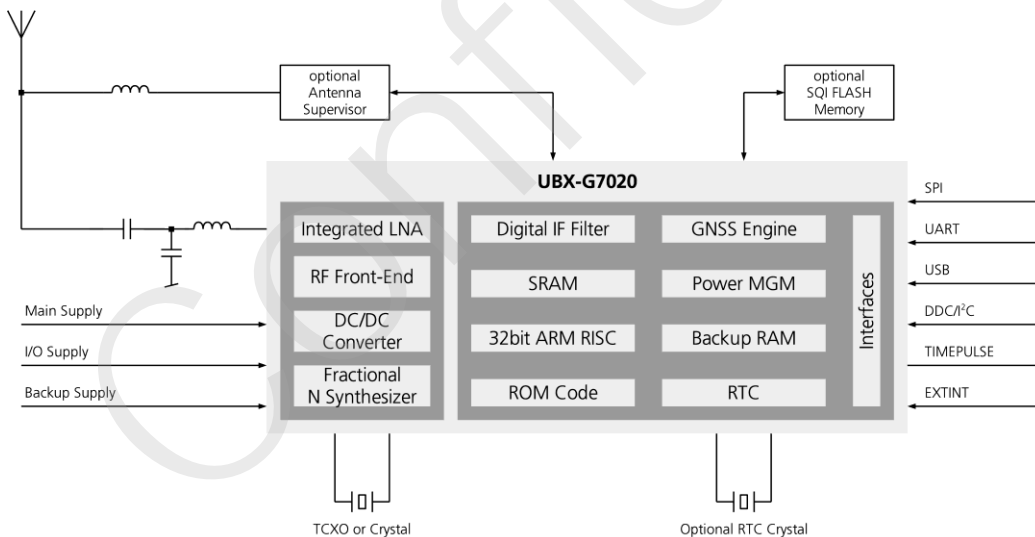 optional
Antenna
Supervisor
optional
SQI FLASH
Memory
UBX-G7020
Integrated LNA
RF Front-End
DC/DC
Converter
Fractional
N Synthesizer
Digital IF Filter
SRAM
32bit ARM RISC
ROM Code
GNSS Engine
Power MGM
Backup RAM
RTC
Interfaces
Main Supply
I/O Supply
Backup Supply
SPI
UART
USB
DDC/I²C
TIMEPULSE
EXTINT
TCXO or Crystal
Optional RTC Crystal